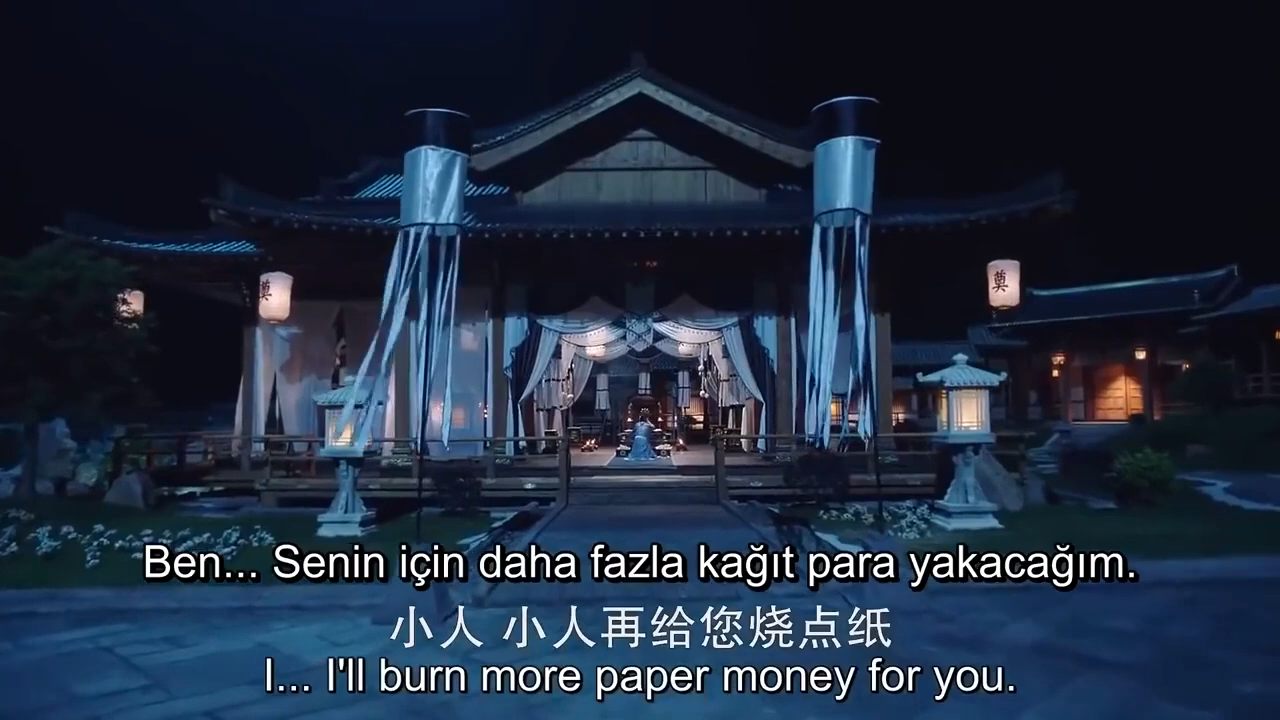 奠
奠
Ben... Senin için daha fazla kağıt para yakacağım.
小人 小人再给您烧点纸
I... I'll burn more paper money for you.